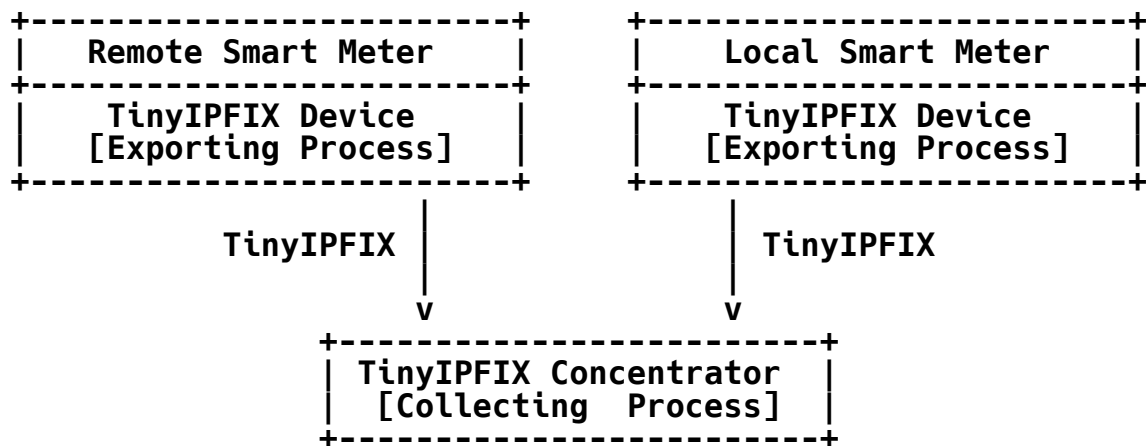 Remote Smart Meter Local Smart Meter
TinyIPFIX Device TinyIPFIX Device
[Exporting Process] [Exporting Process]
TinyIPFIX TinyIPFIX
v v
TinyIPFIX Concentrator
[Collecting  Process]